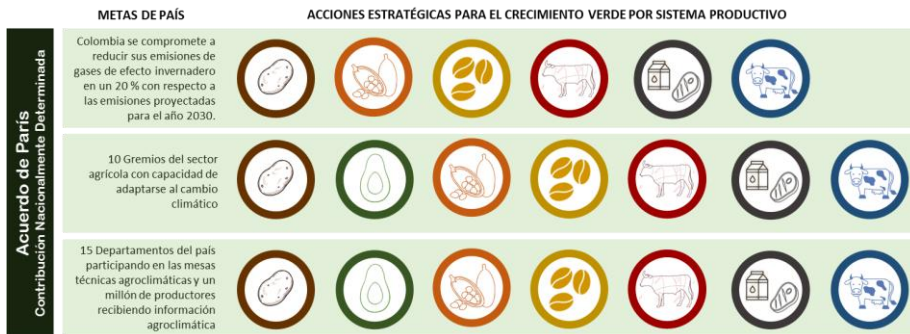 METAS DE PAÍS
ACCIONES ESTRATÉGICAS PARA EL CRECIMIENTO VERDE POR SISTEMA PRODUCTIVO
Acuerdo de París
Contribución Nacionalmente Determinada
Colombia se compromete a
reducir sus emisiones de
gases de efecto invernadero
en un 20 % con respecto a
las emisiones proyectadas
para el año 2030.
10 Gremios del sector
agrícola con capacidad de
adaptarse al cambio
climático
15 Departamentos del país
participando en las mesas
técnicas agroclimáticas y un
millón de productores
recibiendo información
agroclimática